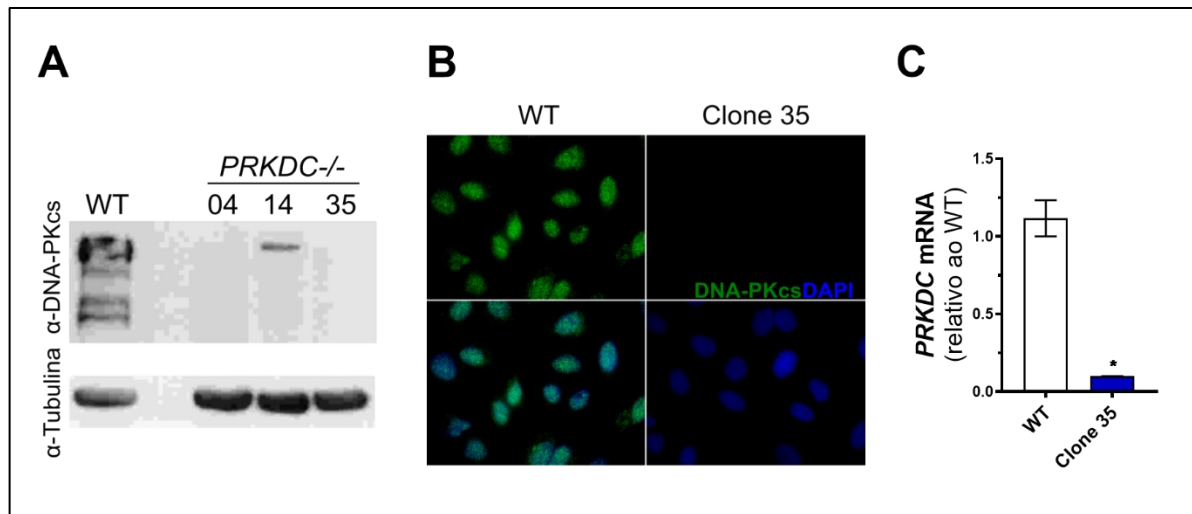 A
PRKDC-/-
WT 04 14 35
α-DNA-PKcs
α-Tubulina
B
WT Clone 35
DNA-PKcsDAPI
C
PRKDC mRNA
(relativo ao WT)
1.5
1.0
0.5
0.0
*
WT
Clone 35